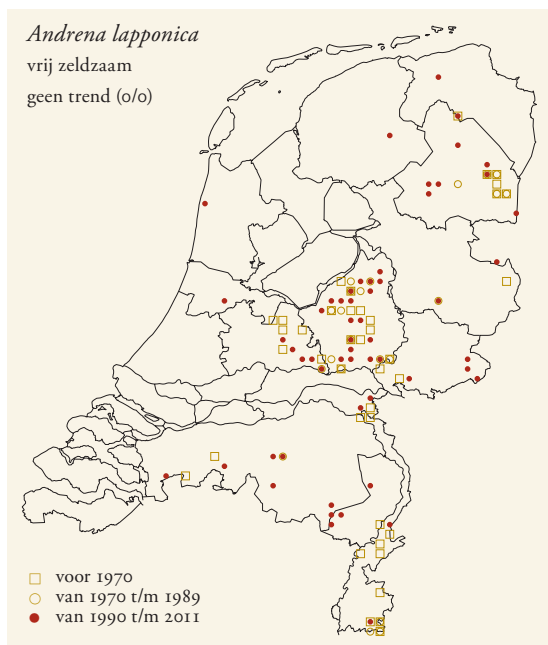 Andrena lapponica
vrij zeldzaam
geen trend (0/0)
voor 1970
van 1970 t/m 1989
van 1990 t/m 2011